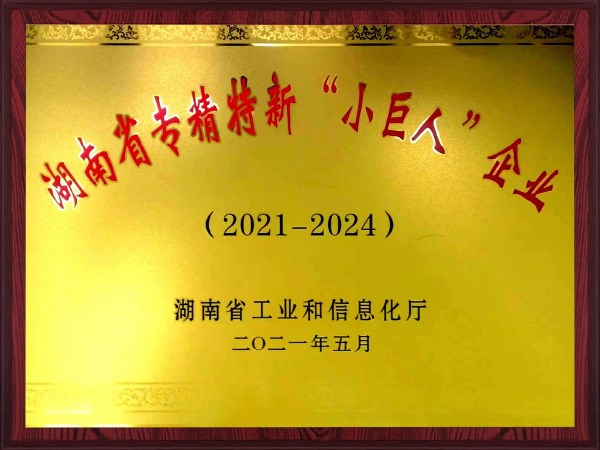 湖南省专精特新“小巨人”企业
（2021-2024）
湖南省工业和信息化厅
二〇二一年五月